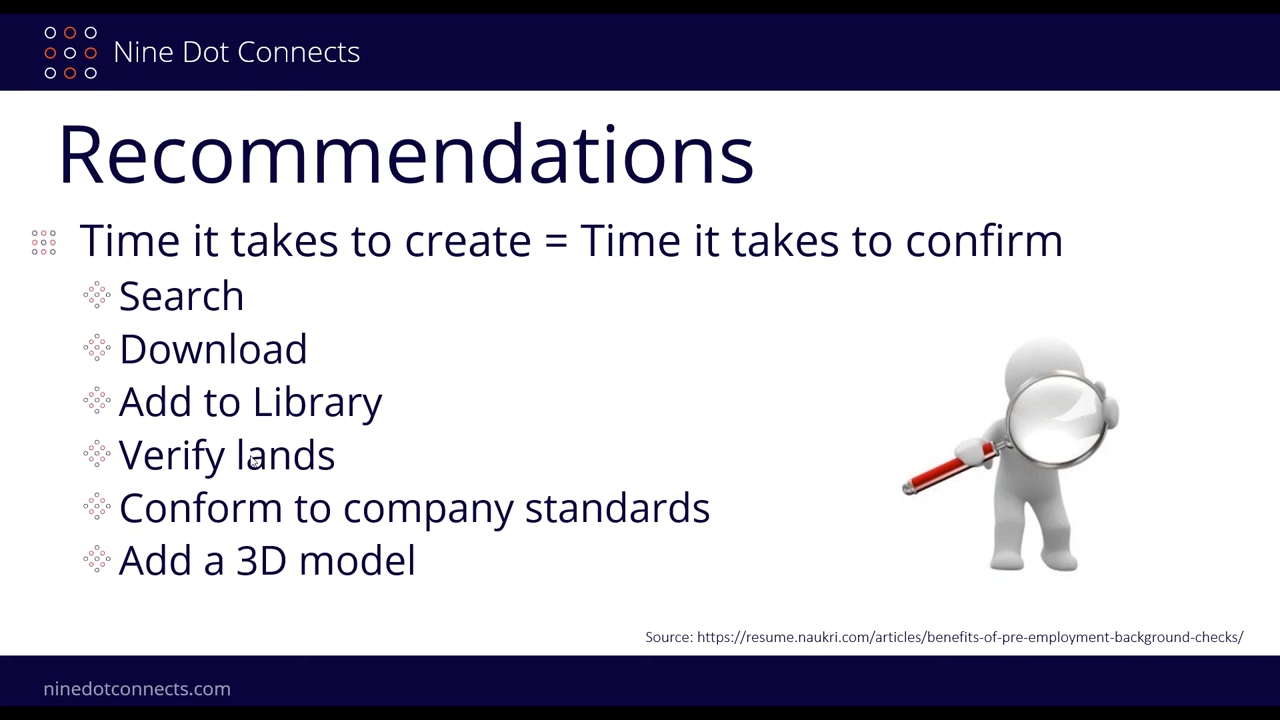 Nine Dot Connects
Recommendations
Time it takes to create = Time it takes to confirm
Search
Download
Add to Library
Verify lands
Conform to company standards
Add a 3D model
Source: https://resume.naukri.com/articles/benefits-of-pre-employment-background-checks/
ninedotconnects.com